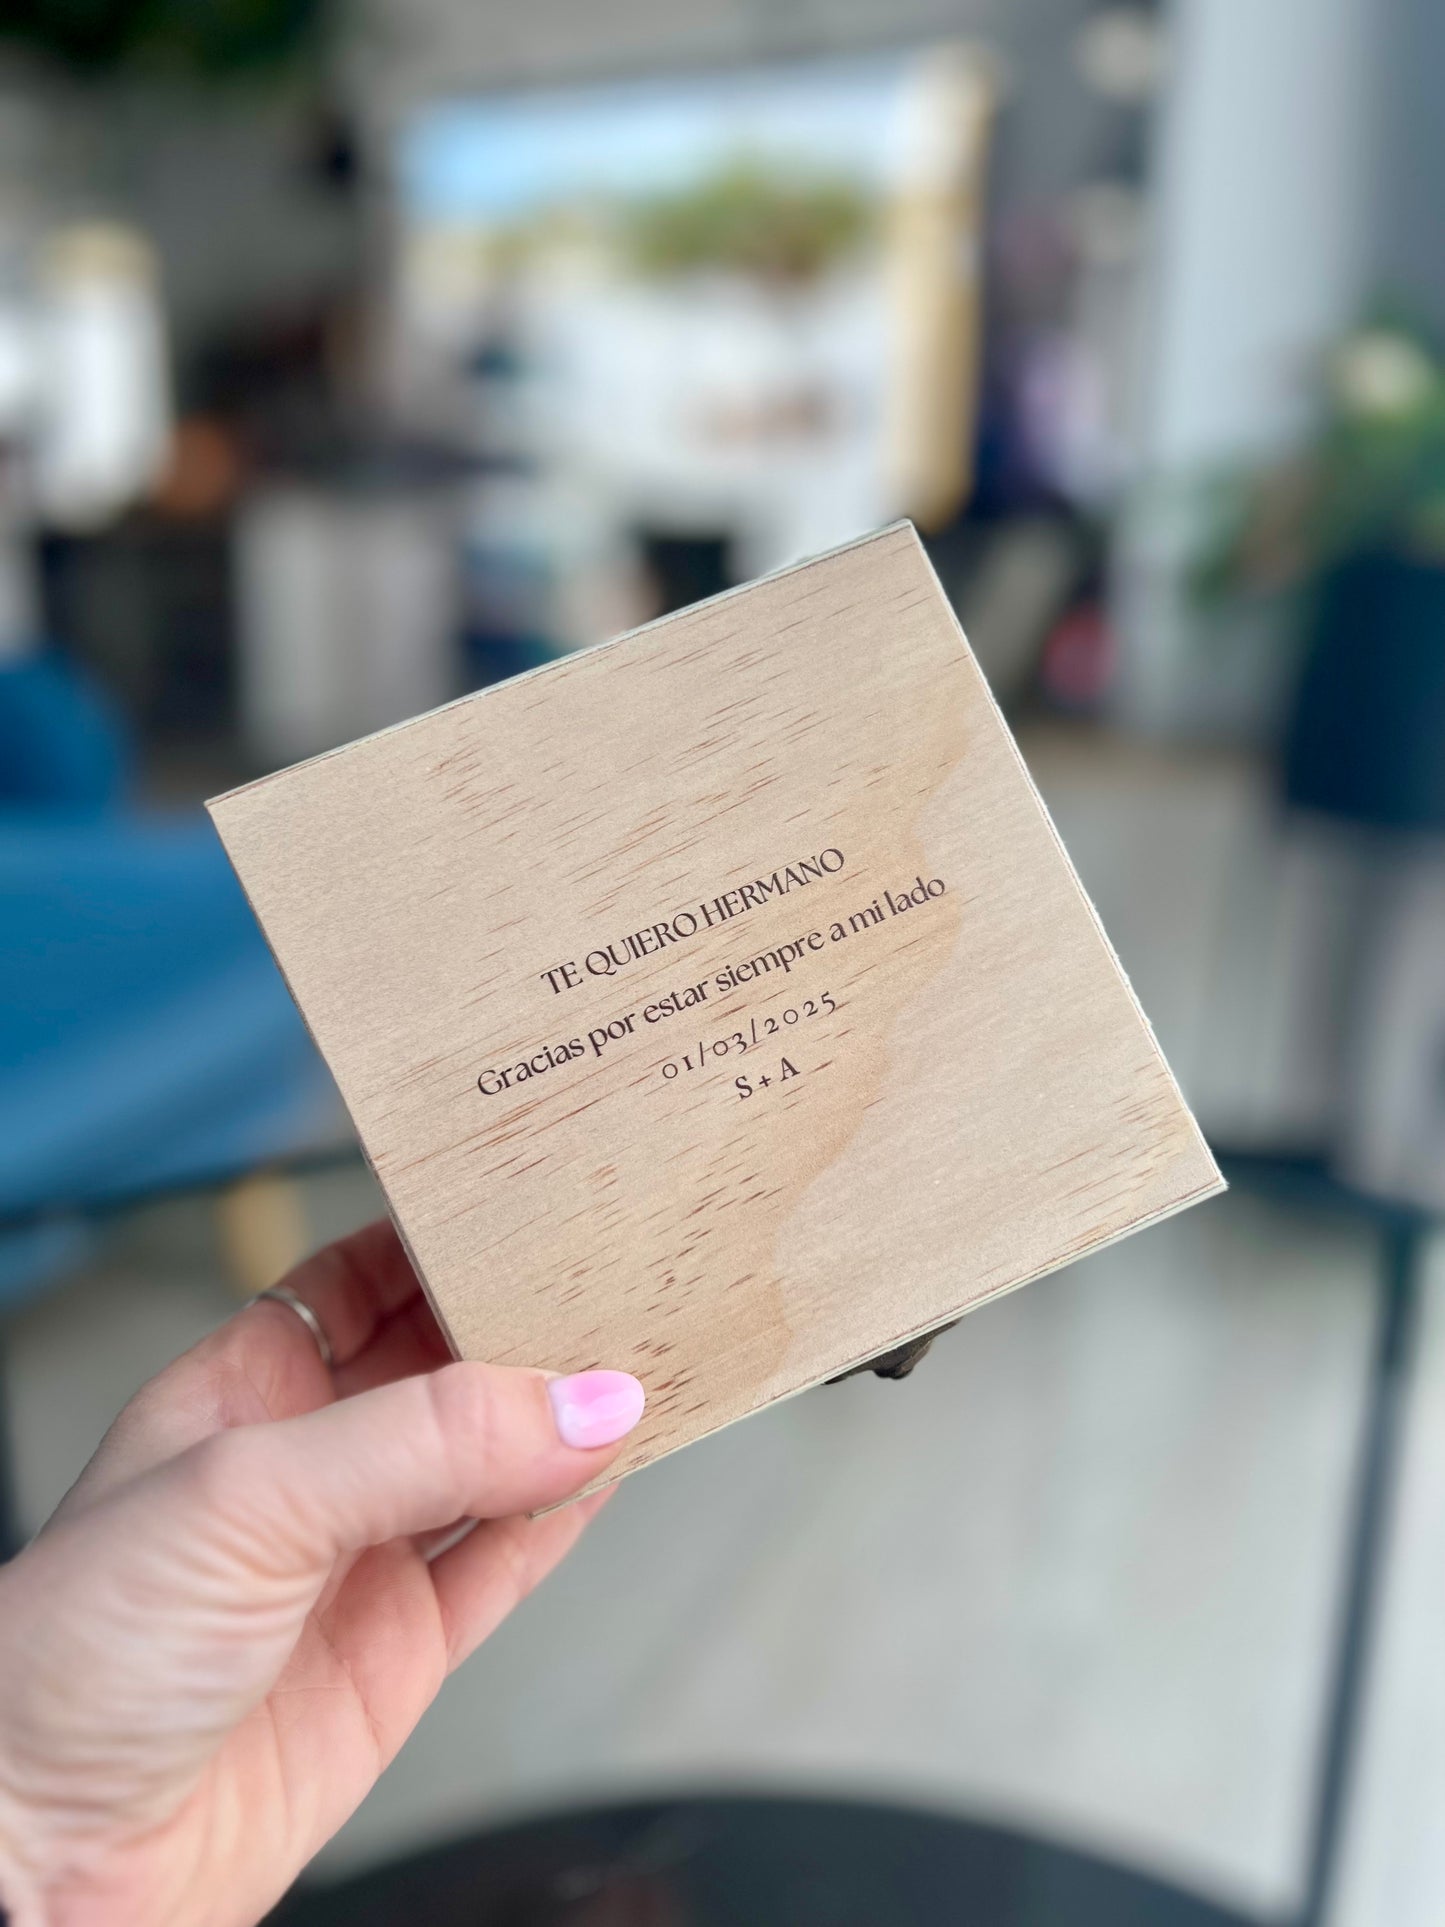 TE QUIERO HERMANO
Gracias por estar siempre a mi lado
01/03/2025
S + A